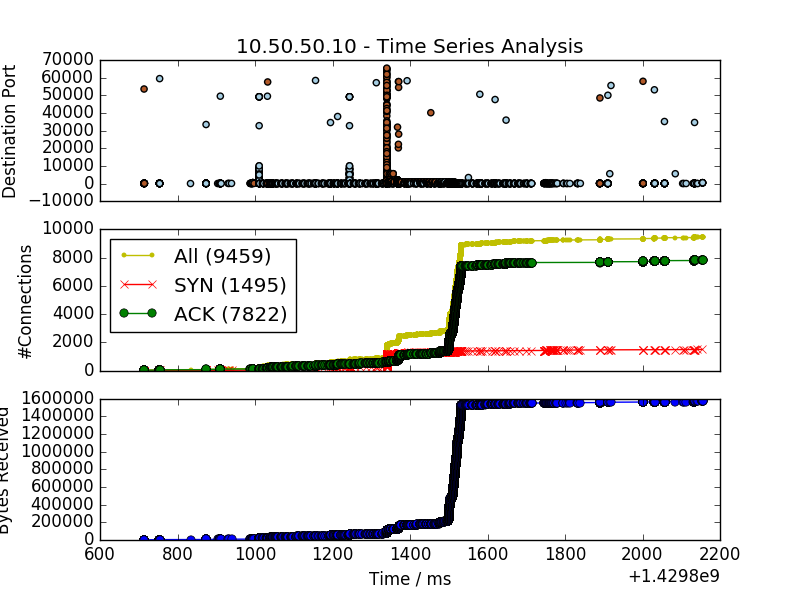 10.50.50.10 - Time Series Analysis
Destination Port
70000
60000
50000
40000
30000
20000
10000
0
−10000
#Connections
10000
8000
6000
4000
2000
0
All (9459)
SYN (1495)
ACK (7822)
Bytes Received
1600000
1400000
1200000
1000000
800000
600000
400000
200000
0
600 800 1000 1200 1400 1600 1800 2000 2200
Time / ms
+1.4298e9